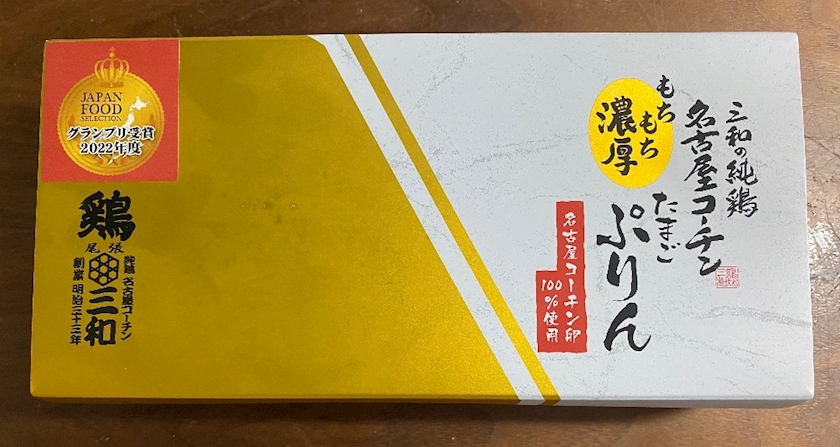 JAPAN
FOOD
SELECTION
グランプリ受賞
2022年度
鶏
尾張
三和
純鶏 名古屋コーチン
創業 明治三十三年
三和の純鶏
名古屋コーチン
たまご
ぷりん
もちもち
濃厚
名古屋コーチン卵
100%使用